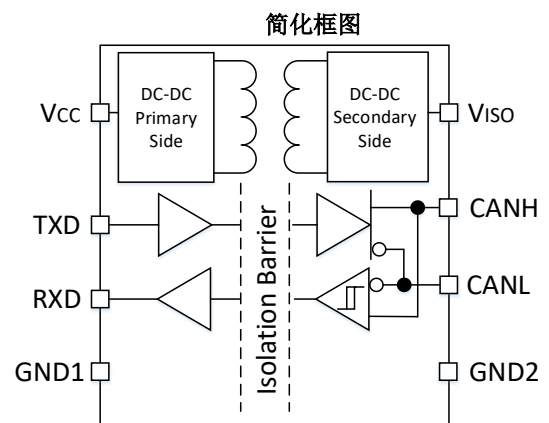 简化框图
DC-DC
Primary
Side
DC-DC
Secondary
Side
VCC
VISO
TXD
CANH
RXD
CANL
Isolation Barrier
GND1
GND2